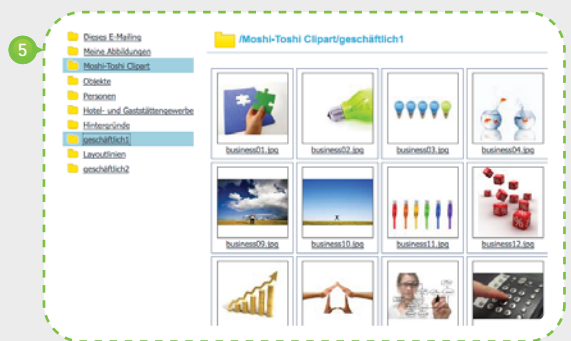 5
Dieses E-Mailing
Meine Abbildungen
Moshi-Toshi Clipart
Objekte
Personen
Hotel- und Gaststättengewerbe
Hintergründe
geschäftlich1
Layoutlinien
geschäftlich2
/Moshi-Toshi Clipart/geschäftlich1
business01.jpg business02.jpg business03.jpg business04.jpg
business09.jpg business10.jpg business11.jpg business12.jpg